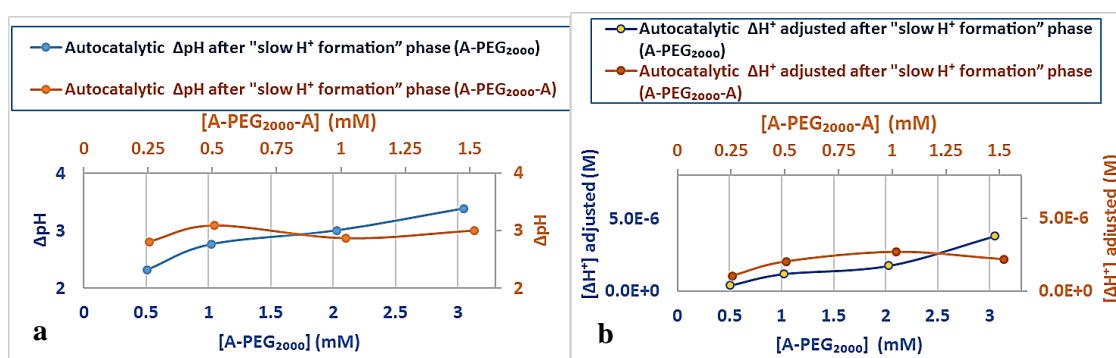 Autocatalytic ΔpH after "slow H⁺ formation" phase (A-PEG₂₀₀₀)
Autocatalytic ΔpH after "slow H⁺ formation" phase (A-PEG₂₀₀₀-A)
[A-PEG₂₀₀₀-A] (mM)
0 0.25 0.5 0.75 1 1.25 1.5
4 4
3 3
2 2
ΔpH
ΔpH
0 0.5 1 1.5 2 2.5 3
[A-PEG₂₀₀₀] (mM)
a
Autocatalytic ΔH⁺ adjusted after "slow H⁺ formation" phase
(A-PEG₂₀₀₀)
Autocatalytic ΔH⁺ adjusted after "slow H⁺ formation" phase
(A-PEG₂₀₀₀-A)
[A-PEG₂₀₀₀-A] (mM)
0 0.25 0.5 0.75 1 1.25 1.5
5.0E-6 5.0E-6
0.0E+0 0.0E+0
[ΔH⁺] adjusted (M)
[ΔH⁺] adjusted (M)
0 0.5 1 1.5 2 2.5 3
[A-PEG₂₀₀₀] (mM)
b